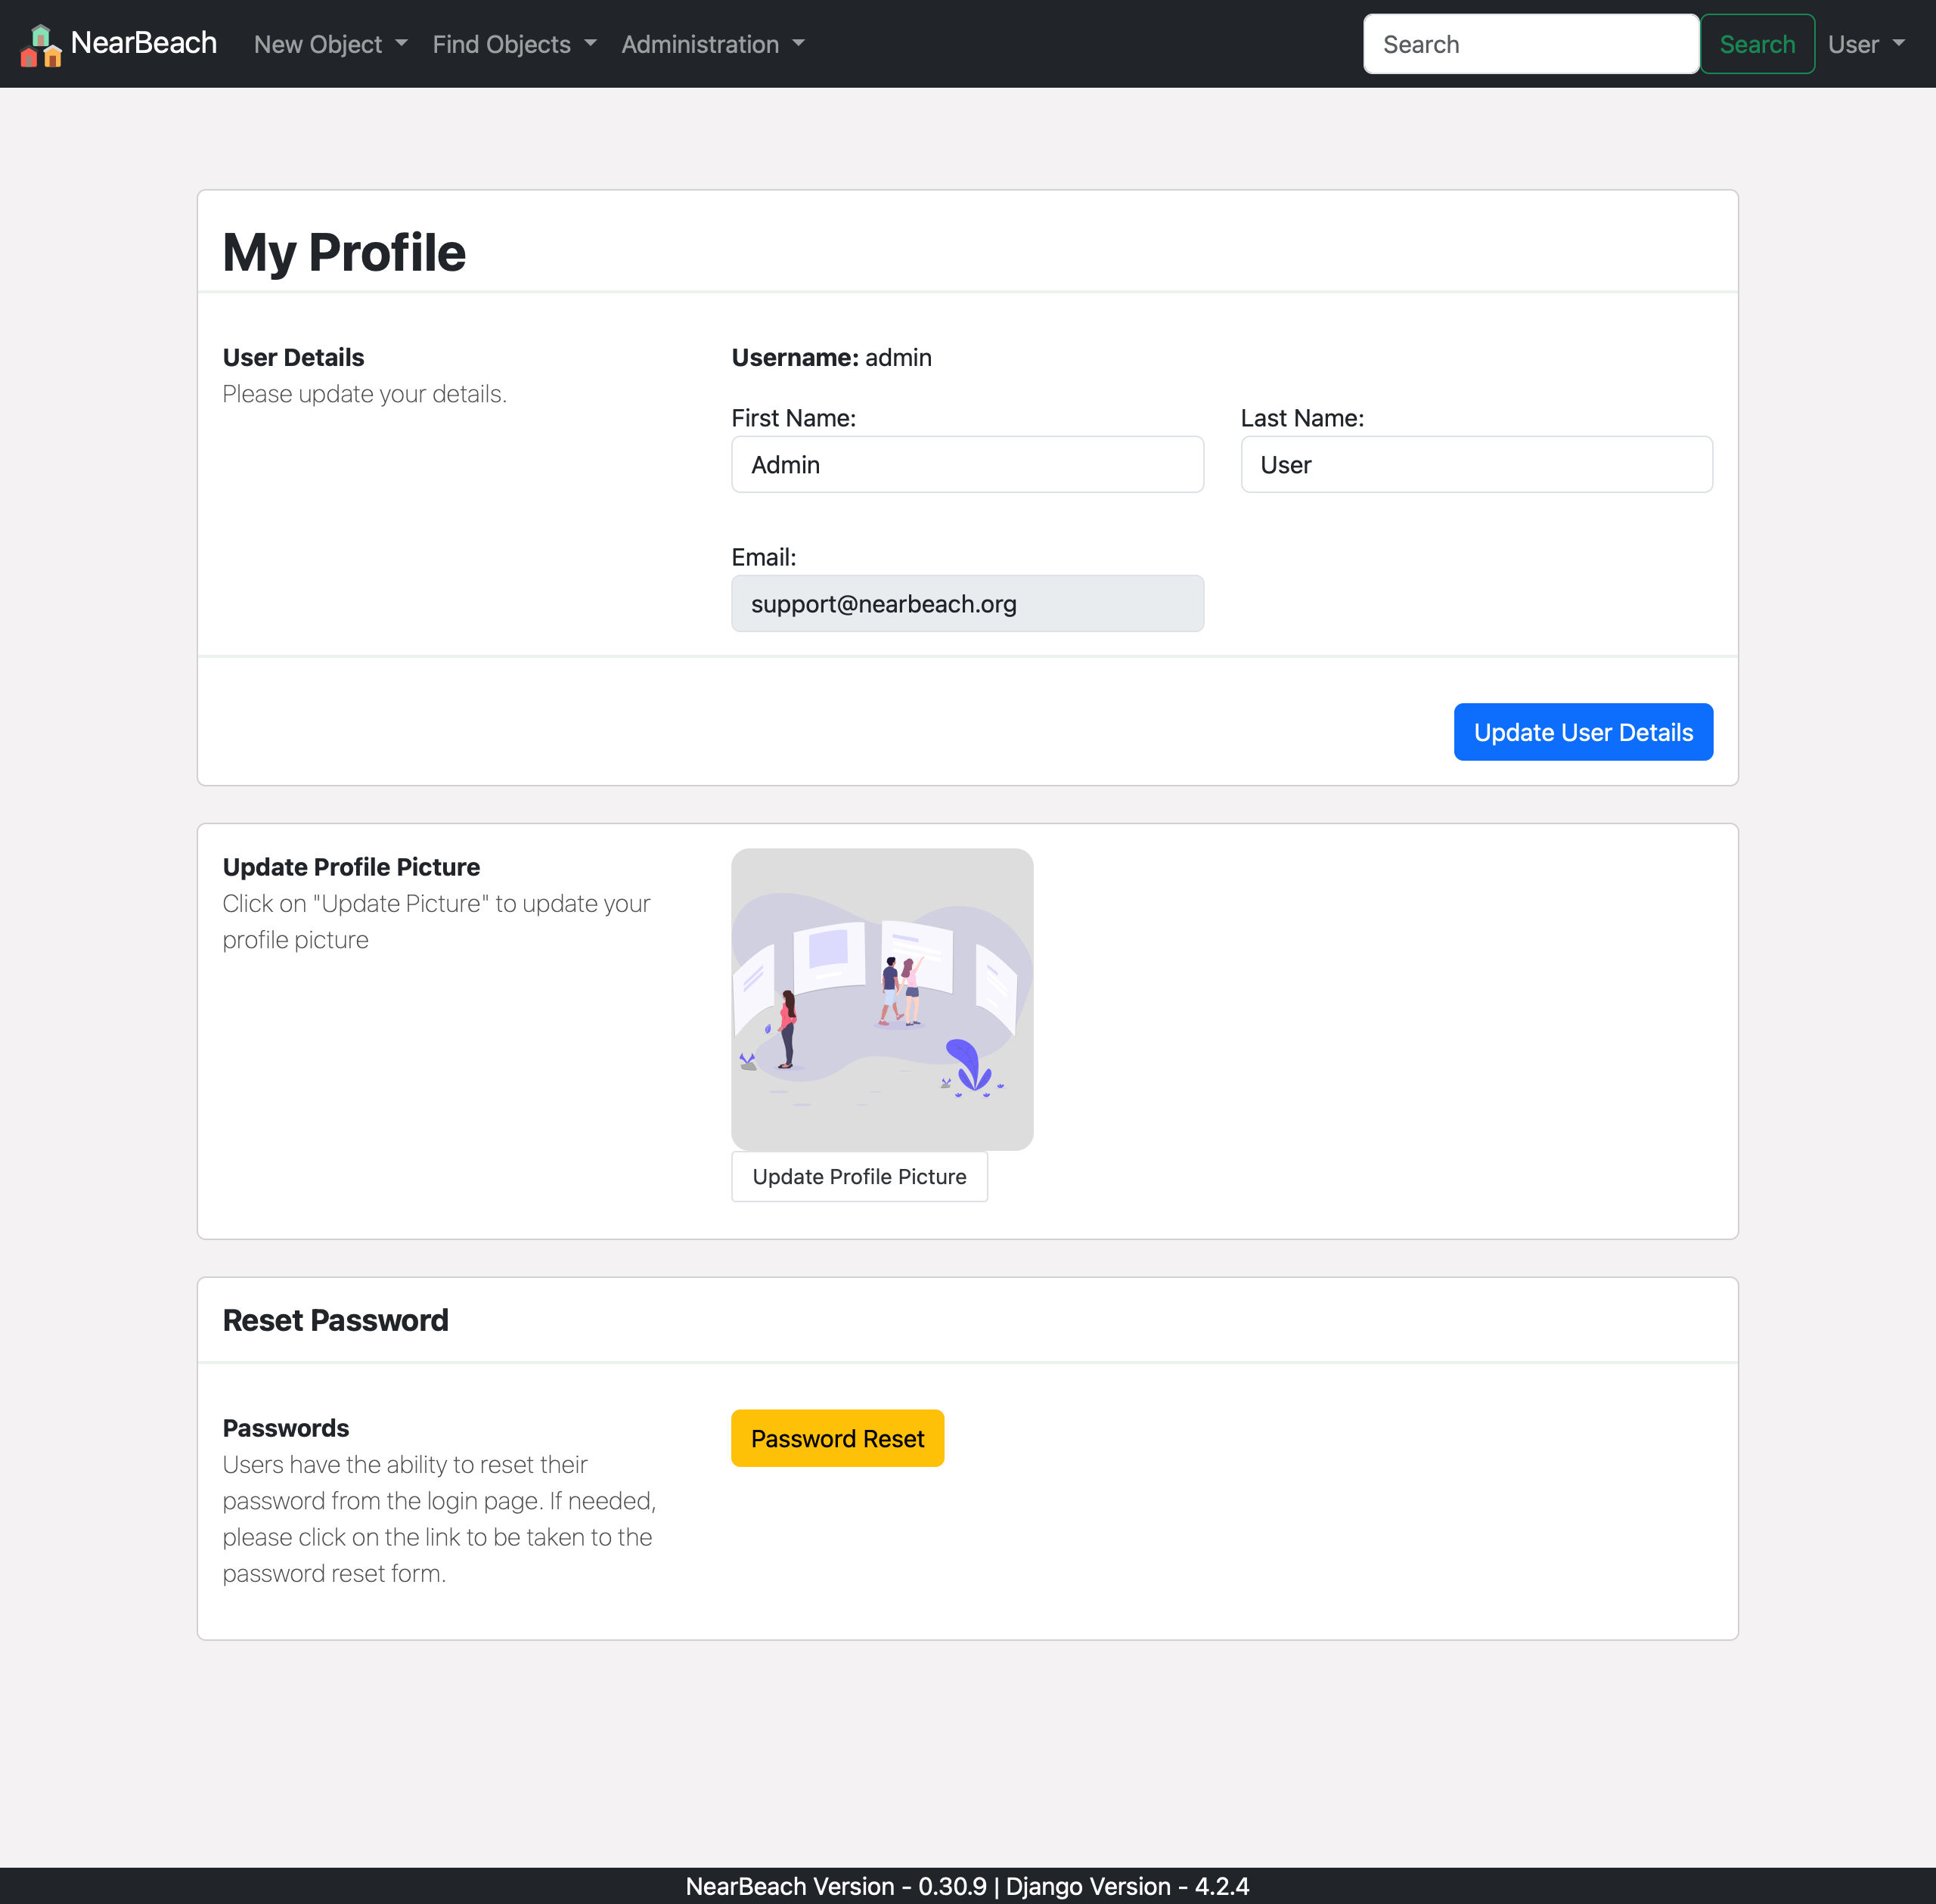 NearBeach New Object Find Objects Administration Search Search User
My Profile
User Details
Please update your details.
Username: admin
First Name:
Last Name:
Admin
User
Email:
support@nearbeach.org
Update User Details
Update Profile Picture
Click on "Update Picture" to update your
profile picture
Update Profile Picture
Reset Password
Passwords
Users have the ability to reset their
password from the login page. If needed,
please click on the link to be taken to the
password reset form.
Password Reset
NearBeach Version - 0.30.9 | Django Version - 4.2.4